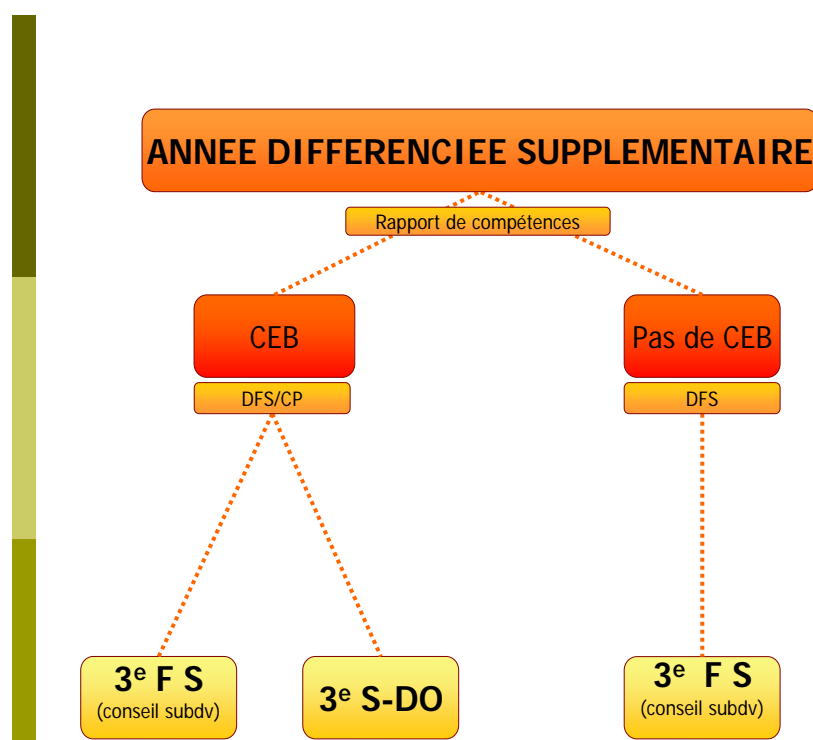 ANNEE DIFFERENCIEE SUPPLEMENTAIRE
Rapport de compétences
CEB
Pas de CEB
DFS/CP
DFS
3e F S
(conseil subdv)
3e S-DO
3e F S
(conseil subdv)